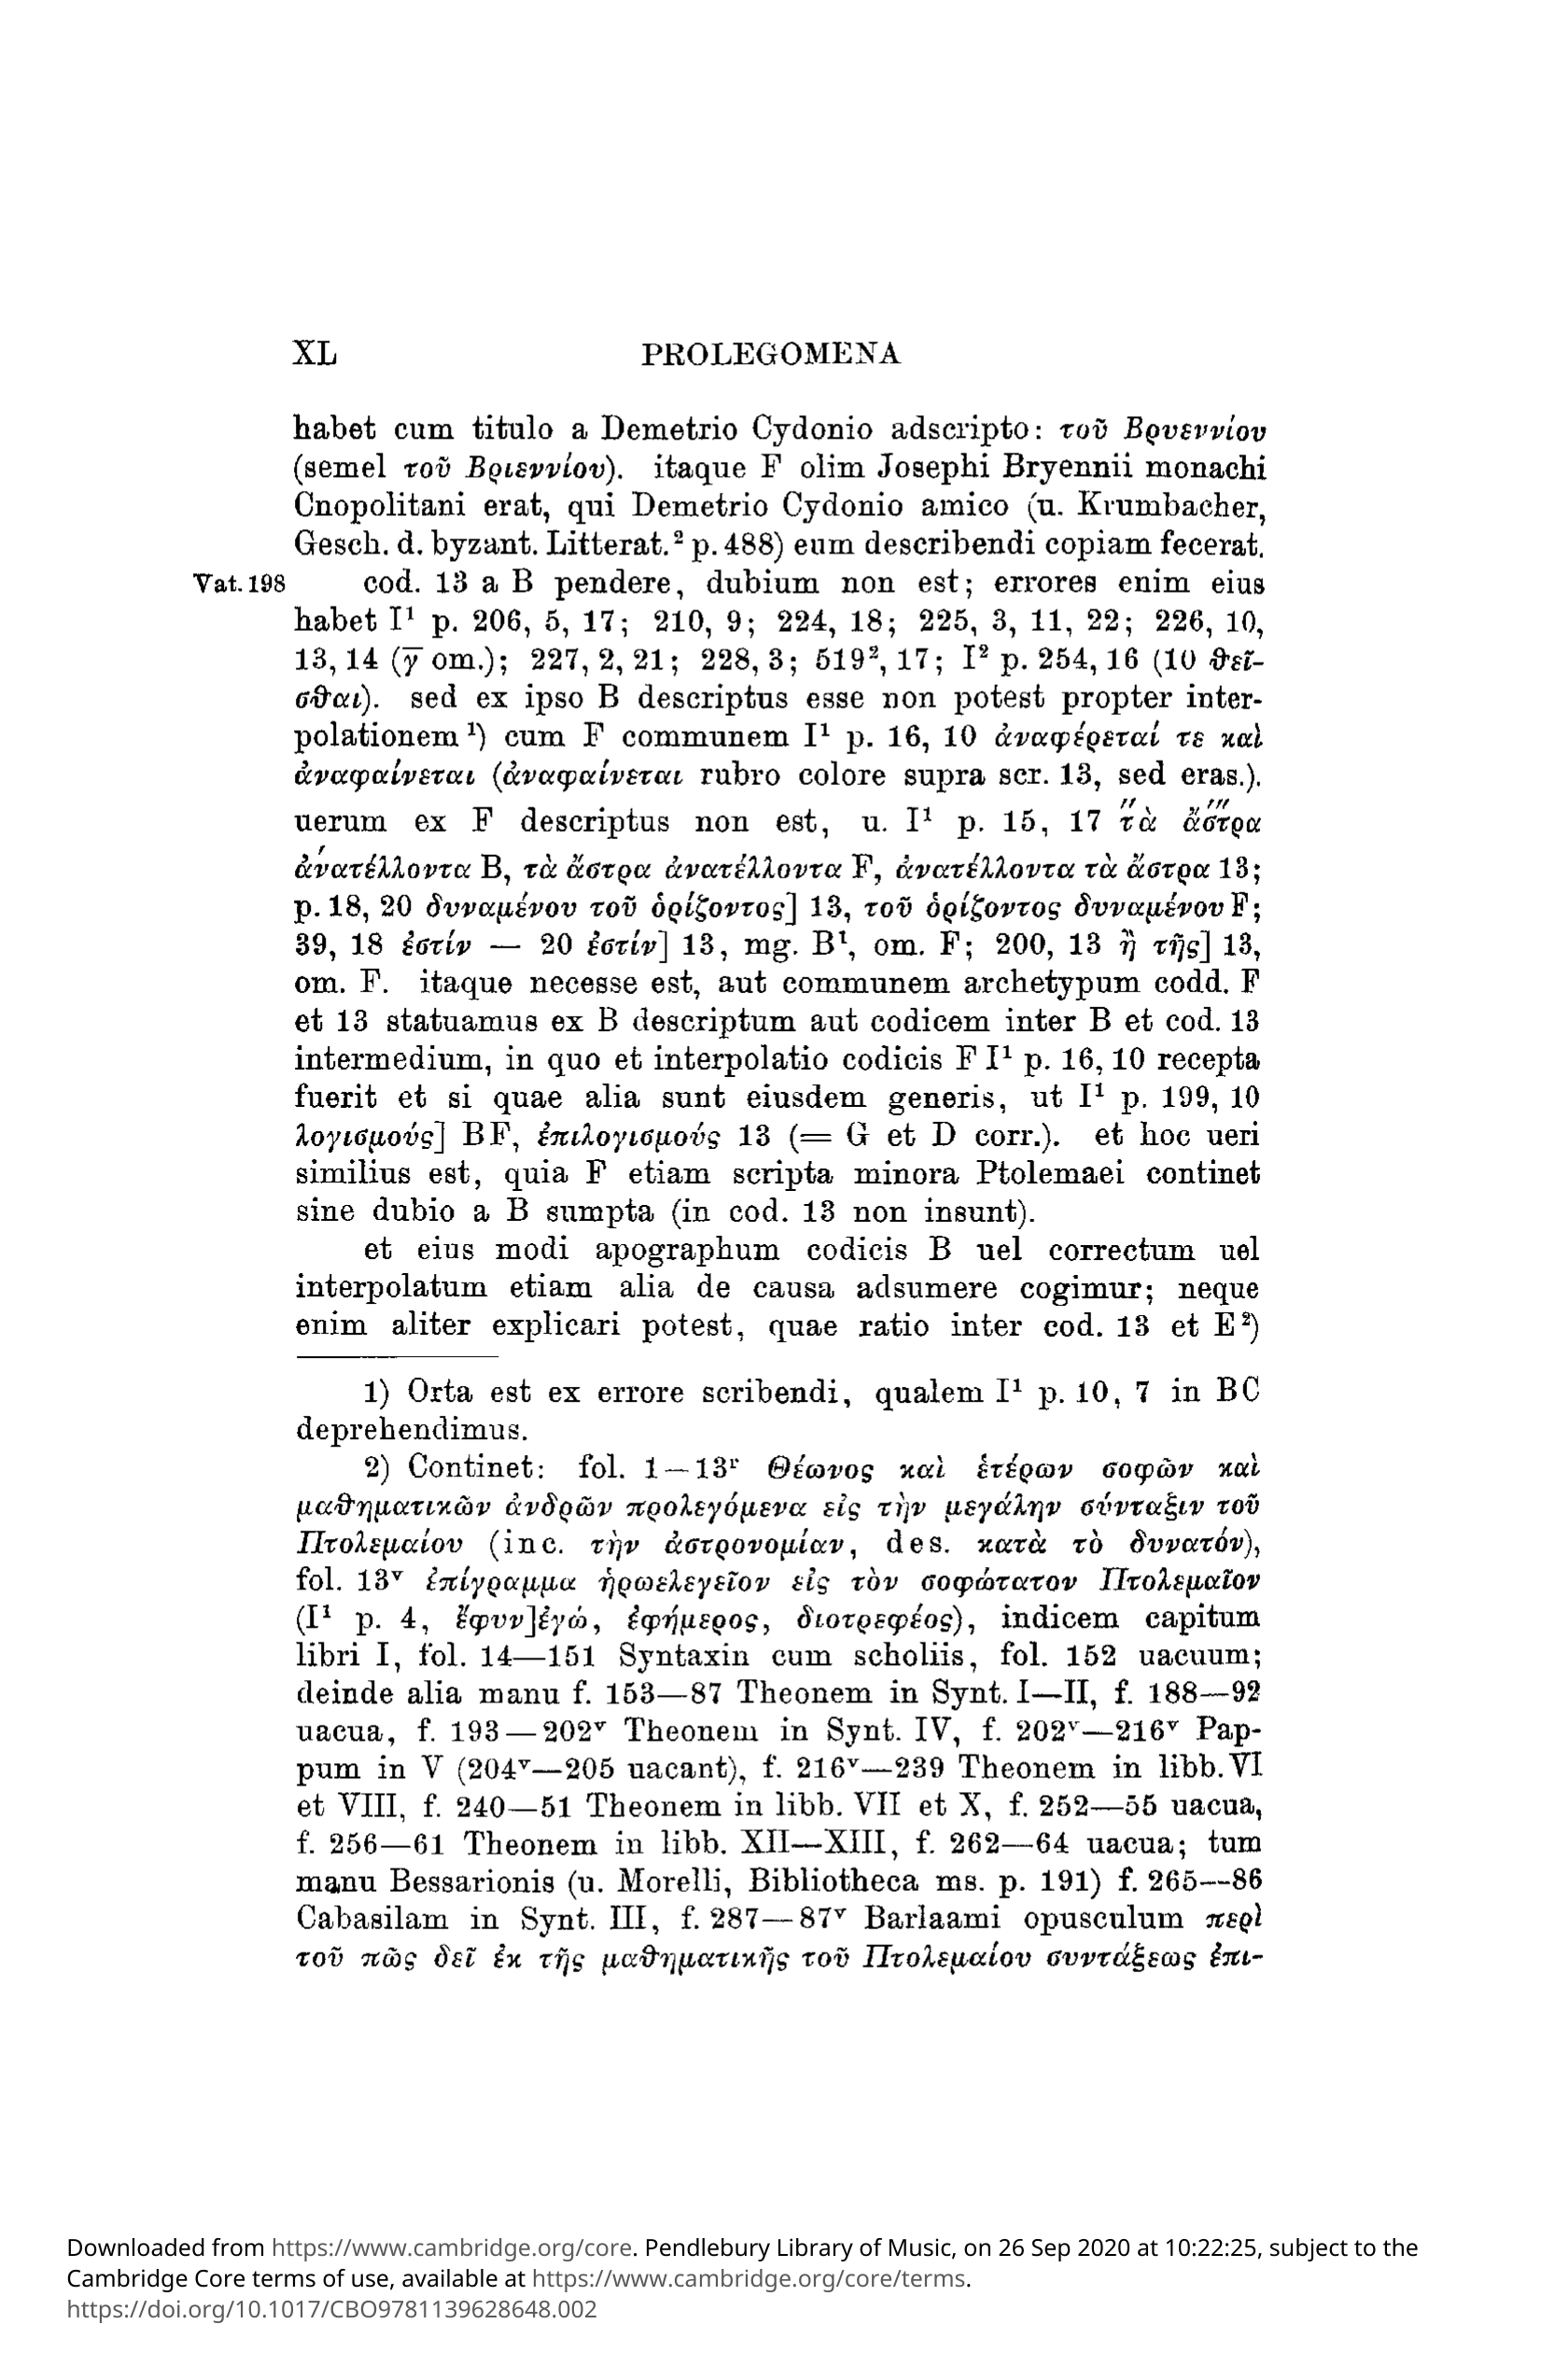 XL PROLEGOMENA
habet cum titulo a Demetrio Cydonio adscripto: τοῦ Βρυεννίου
(semel τοῦ Βριεννίου). itaque F olim Josephi Bryennii monachi
Cnopolitani erat, qui Demetrio Cydonio amico (u. Krumbacher,
Gesch. d. byzant. Litterat.² p. 488) eum describendi copiam fecerat.
Vat. 198 cod. 13 a B pendere, dubium non est; errores enim eius
habet I¹ p. 206, 5, 17; 210, 9; 224, 18; 225, 3, 11, 22; 226, 10,
13, 14 (γ̅ om.); 227, 2, 21; 228, 3; 519², 17; I² p. 254, 16 (10 θεῖ-
σθαι). sed ex ipso B descriptus esse non potest propter inter-
polationem¹) cum F communem I¹ p. 16, 10 ἀναφέρεταί τε καὶ
ἀναφαίνεται (ἀναφαίνεται rubro colore supra scr. 13, sed eras.).
uerum ex F descriptus non est, u. I¹ p. 15, 17 ʺτὰ ‴ἄστρα
ʹἀνατέλλοντα B, τὰ ἄστρα ἀνατέλλοντα F, ἀνατέλλοντα τὰ ἄστρα 13;
p. 18, 20 δυναμένου τοῦ ὁρίζοντος] 13, τοῦ ὁρίζοντος δυναμένου F;
39, 18 ἐστίν — 20 ἐστίν] 13, mg. B¹, om. F; 200, 13 ἢ τῆς] 13,
om. F. itaque necesse est, aut communem archetypum codd. F
et 13 statuamus ex B descriptum aut codicem inter B et cod. 13
intermedium, in quo et interpolatio codicis F I¹ p. 16, 10 recepta
fuerit et si quae alia sunt eiusdem generis, ut I¹ p. 199, 10
λογισμούς] BF, ἐπιλογισμούς 13 (= G et D corr.). et hoc ueri
similius est, quia F etiam scripta minora Ptolemaei continet
sine dubio a B sumpta (in cod. 13 non insunt).
et eius modi apographum codicis B uel correctum uel
interpolatum etiam alia de causa adsumere cogimur; neque
enim aliter explicari potest, quae ratio inter cod. 13 et E²)
1) Orta est ex errore scribendi, qualem I¹ p. 10, 7 in BC
deprehendimus.
2) Continet: fol. 1—13ʳ Θέωνος καὶ ἑτέρων σοφῶν καὶ
μαθηματικῶν ἀνδρῶν προλεγόμενα εἰς τὴν μεγάλην σύνταξιν τοῦ
Πτολεμαίου (inc. τὴν ἀστρονομίαν, des. κατὰ τὸ δυνατόν),
fol. 13ᵛ ἐπίγραμμα ἡρωελεγεῖον εἰς τὸν σοφώτατον Πτολεμαῖον
(I¹ p. 4, ἔφυν]ἐγώ, ἐφήμερος, διοτρεφέος), indicem capitum
libri I, fol. 14—151 Syntaxin cum scholiis, fol. 152 uacuum;
deinde alia manu f. 153—87 Theonem in Synt. I—II, f. 188—92
uacua, f. 193—202ᵛ Theonem in Synt. IV, f. 202ᵛ—216ᵛ Pap-
pum in V (204ᵛ—205 uacant), f. 216ᵛ—239 Theonem in libb. VI
et VIII, f. 240—51 Theonem in libb. VII et X, f. 252—55 uacua,
f. 256—61 Theonem in libb. XII—XIII, f. 262—64 uacua; tum
manu Bessarionis (u. Morelli, Bibliotheca ms. p. 191) f. 265—86
Cabasilam in Synt. III, f. 287—87ᵛ Barlaami opusculum περὶ
τοῦ πῶς δεῖ ἐκ τῆς μαθηματικῆς τοῦ Πτολεμαίου συντάξεως ἐπι-
Downloaded from https://www.cambridge.org/core. Pendlebury Library of Music, on 26 Sep 2020 at 10:22:25, subject to the
Cambridge Core terms of use, available at https://www.cambridge.org/core/terms.
https://doi.org/10.1017/CBO9781139628648.002